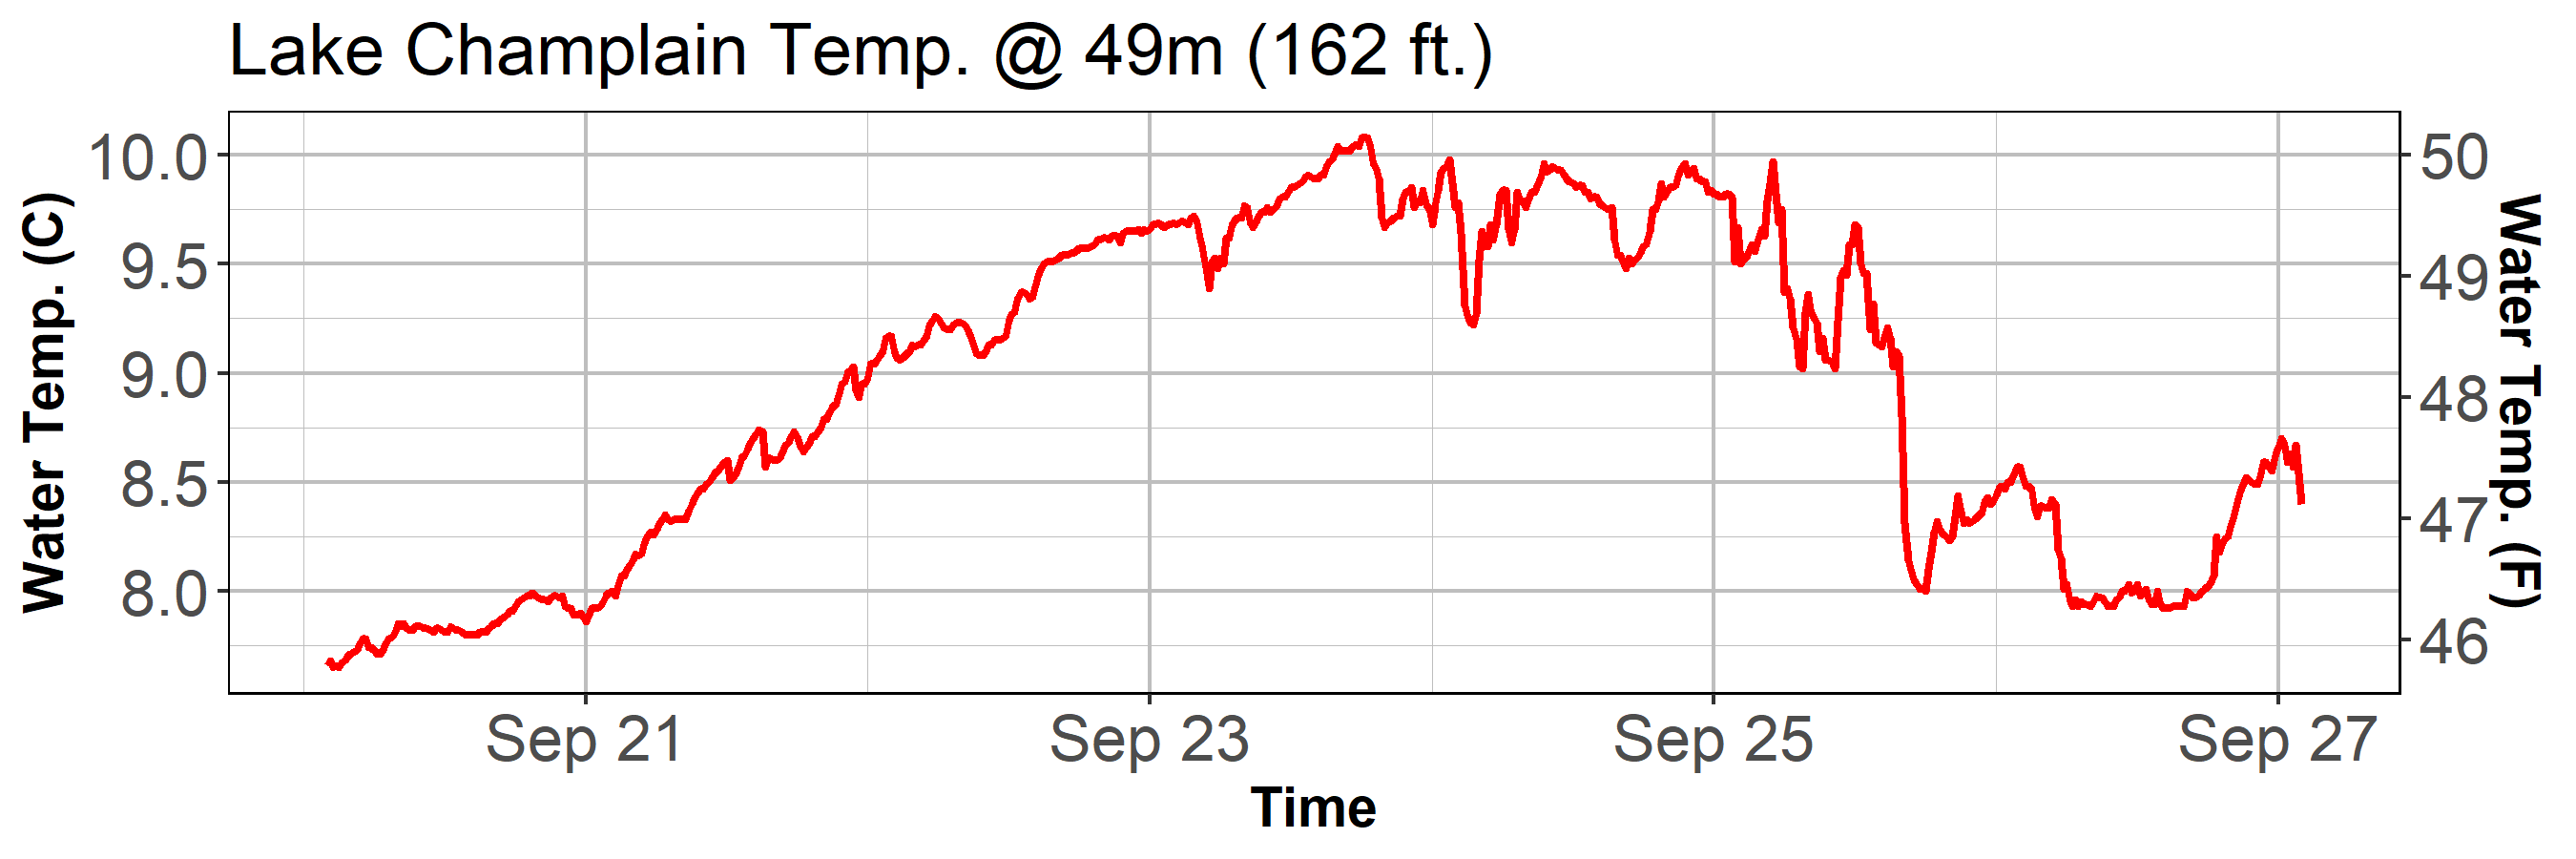 Lake Champlain Temp. @ 49m (162 ft.)
Water Temp. (C)
10.0
9.5
9.0
8.5
8.0
50
49
48
47
46
Water Temp. (F)
Sep 21 Sep 23 Sep 25 Sep 27
Time